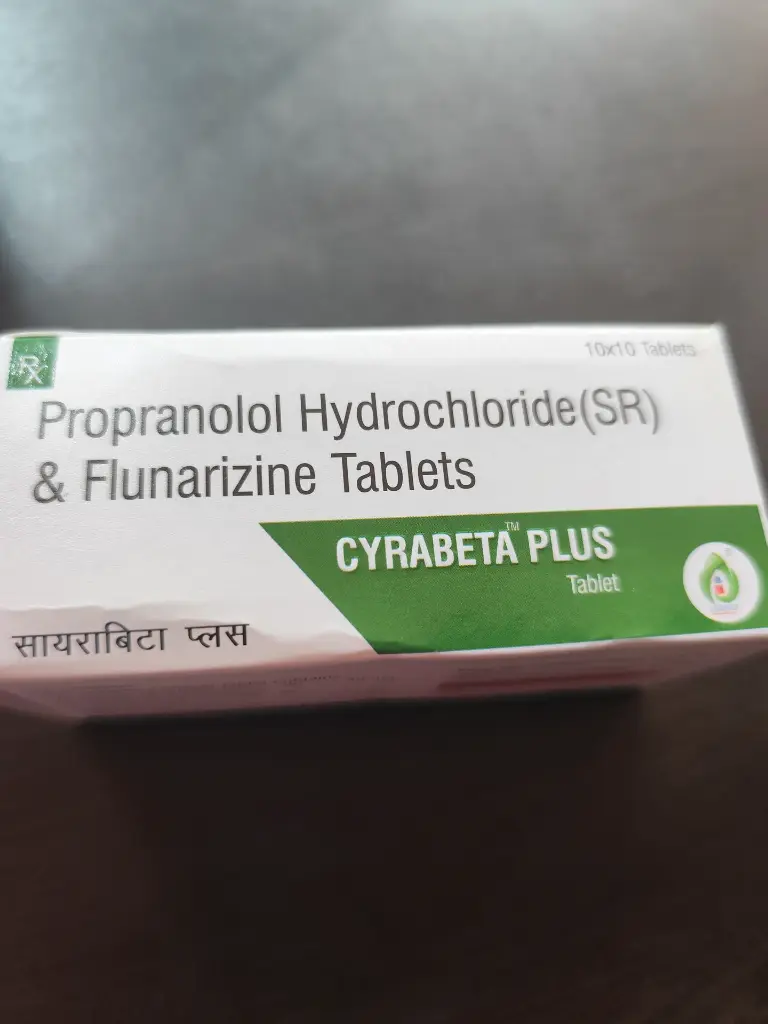 Rx
10x10 Tablets
Propranolol Hydrochloride(SR)
& Flunarizine Tablets
CYRABETA™ PLUS
Tablet
सायराबिटा प्लस